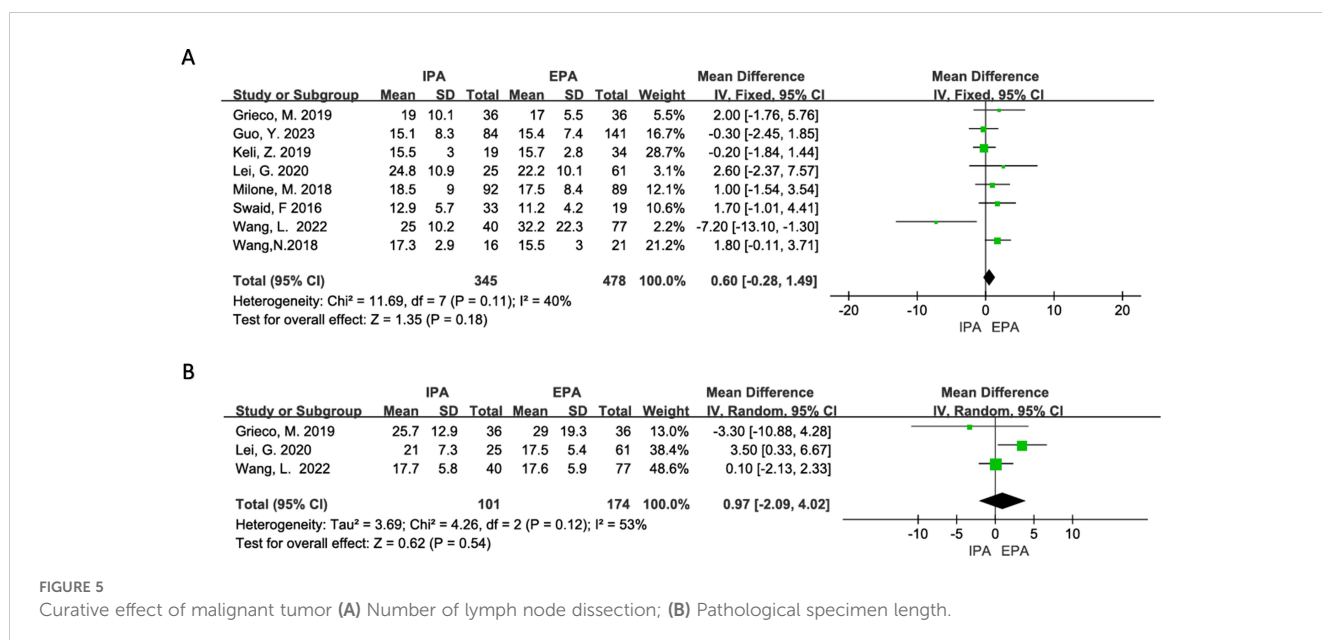 A
IPA EPA Mean Difference Mean Difference
Study or Subgroup Mean SD Total Mean SD Total Weight IV, Fixed, 95% CI IV, Fixed, 95% CI
Grieco, M. 2019 19 10.1 36 17 5.5 36 5.5% 2.00 [-1.76, 5.76]
Guo, Y. 2023 15.1 8.3 84 15.4 7.4 141 16.7% -0.30 [-2.45, 1.85]
Keli, Z. 2019 15.5 3 19 15.7 2.8 34 28.7% -0.20 [-1.84, 1.44]
Lei, G. 2020 24.8 10.9 25 22.2 10.1 61 3.1% 2.60 [-2.37, 7.57]
Milone, M. 2018 18.5 9 92 17.5 8.4 89 12.1% 1.00 [-1.54, 3.54]
Swaid, F 2016 12.9 5.7 33 11.2 4.2 19 10.6% 1.70 [-1.01, 4.41]
Wang, L. 2022 25 10.2 40 32.2 22.3 77 2.2% -7.20 [-13.10, -1.30]
Wang,N.2018 17.3 2.9 16 15.5 3 21 21.2% 1.80 [-0.11, 3.71]
Total (95% CI) 345 478 100.0% 0.60 [-0.28, 1.49]
Heterogeneity: Chi² = 11.69, df = 7 (P = 0.11); I² = 40%
Test for overall effect: Z = 1.35 (P = 0.18)
-20 -10 0 10 20
IPA EPA
B
IPA EPA Mean Difference Mean Difference
Study or Subgroup Mean SD Total Mean SD Total Weight IV, Random, 95% CI IV, Random, 95% CI
Grieco, M. 2019 25.7 12.9 36 29 19.3 36 13.0% -3.30 [-10.88, 4.28]
Lei, G. 2020 21 7.3 25 17.5 5.4 61 38.4% 3.50 [0.33, 6.67]
Wang, L. 2022 17.7 5.8 40 17.6 5.9 77 48.6% 0.10 [-2.13, 2.33]
Total (95% CI) 101 174 100.0% 0.97 [-2.09, 4.02]
Heterogeneity: Tau² = 3.69; Chi² = 4.26, df = 2 (P = 0.12); I² = 53%
Test for overall effect: Z = 0.62 (P = 0.54)
-10 -5 0 5 10
IPA EPA
FIGURE 5
Curative effect of malignant tumor (A) Number of lymph node dissection; (B) Pathological specimen length.